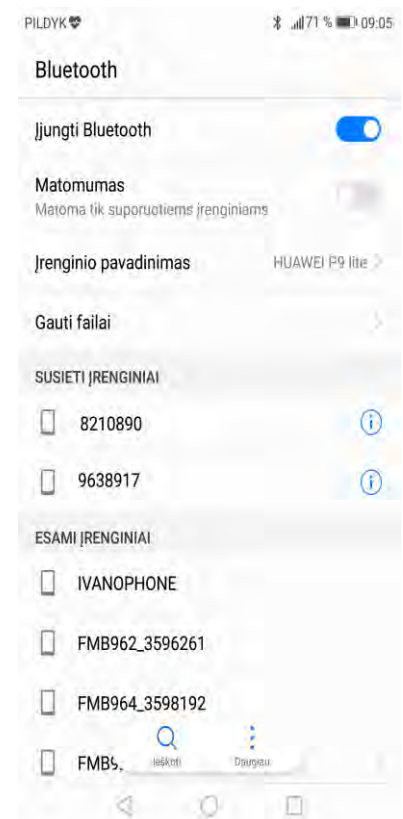 PILDYK 71 % 09:05
Bluetooth
Įjungti Bluetooth
Matomumas
Matoma tik suporuotiems įrenginiams
Įrenginio pavadinimas HUAWEI P9 lite
Gauti failai
SUSIETI ĮRENGINIAI
8210890
9638917
ESAMI ĮRENGINIAI
IVANOPHONE
FMB962_3596261
FMB964_3598192
Ieškoti Daugiau